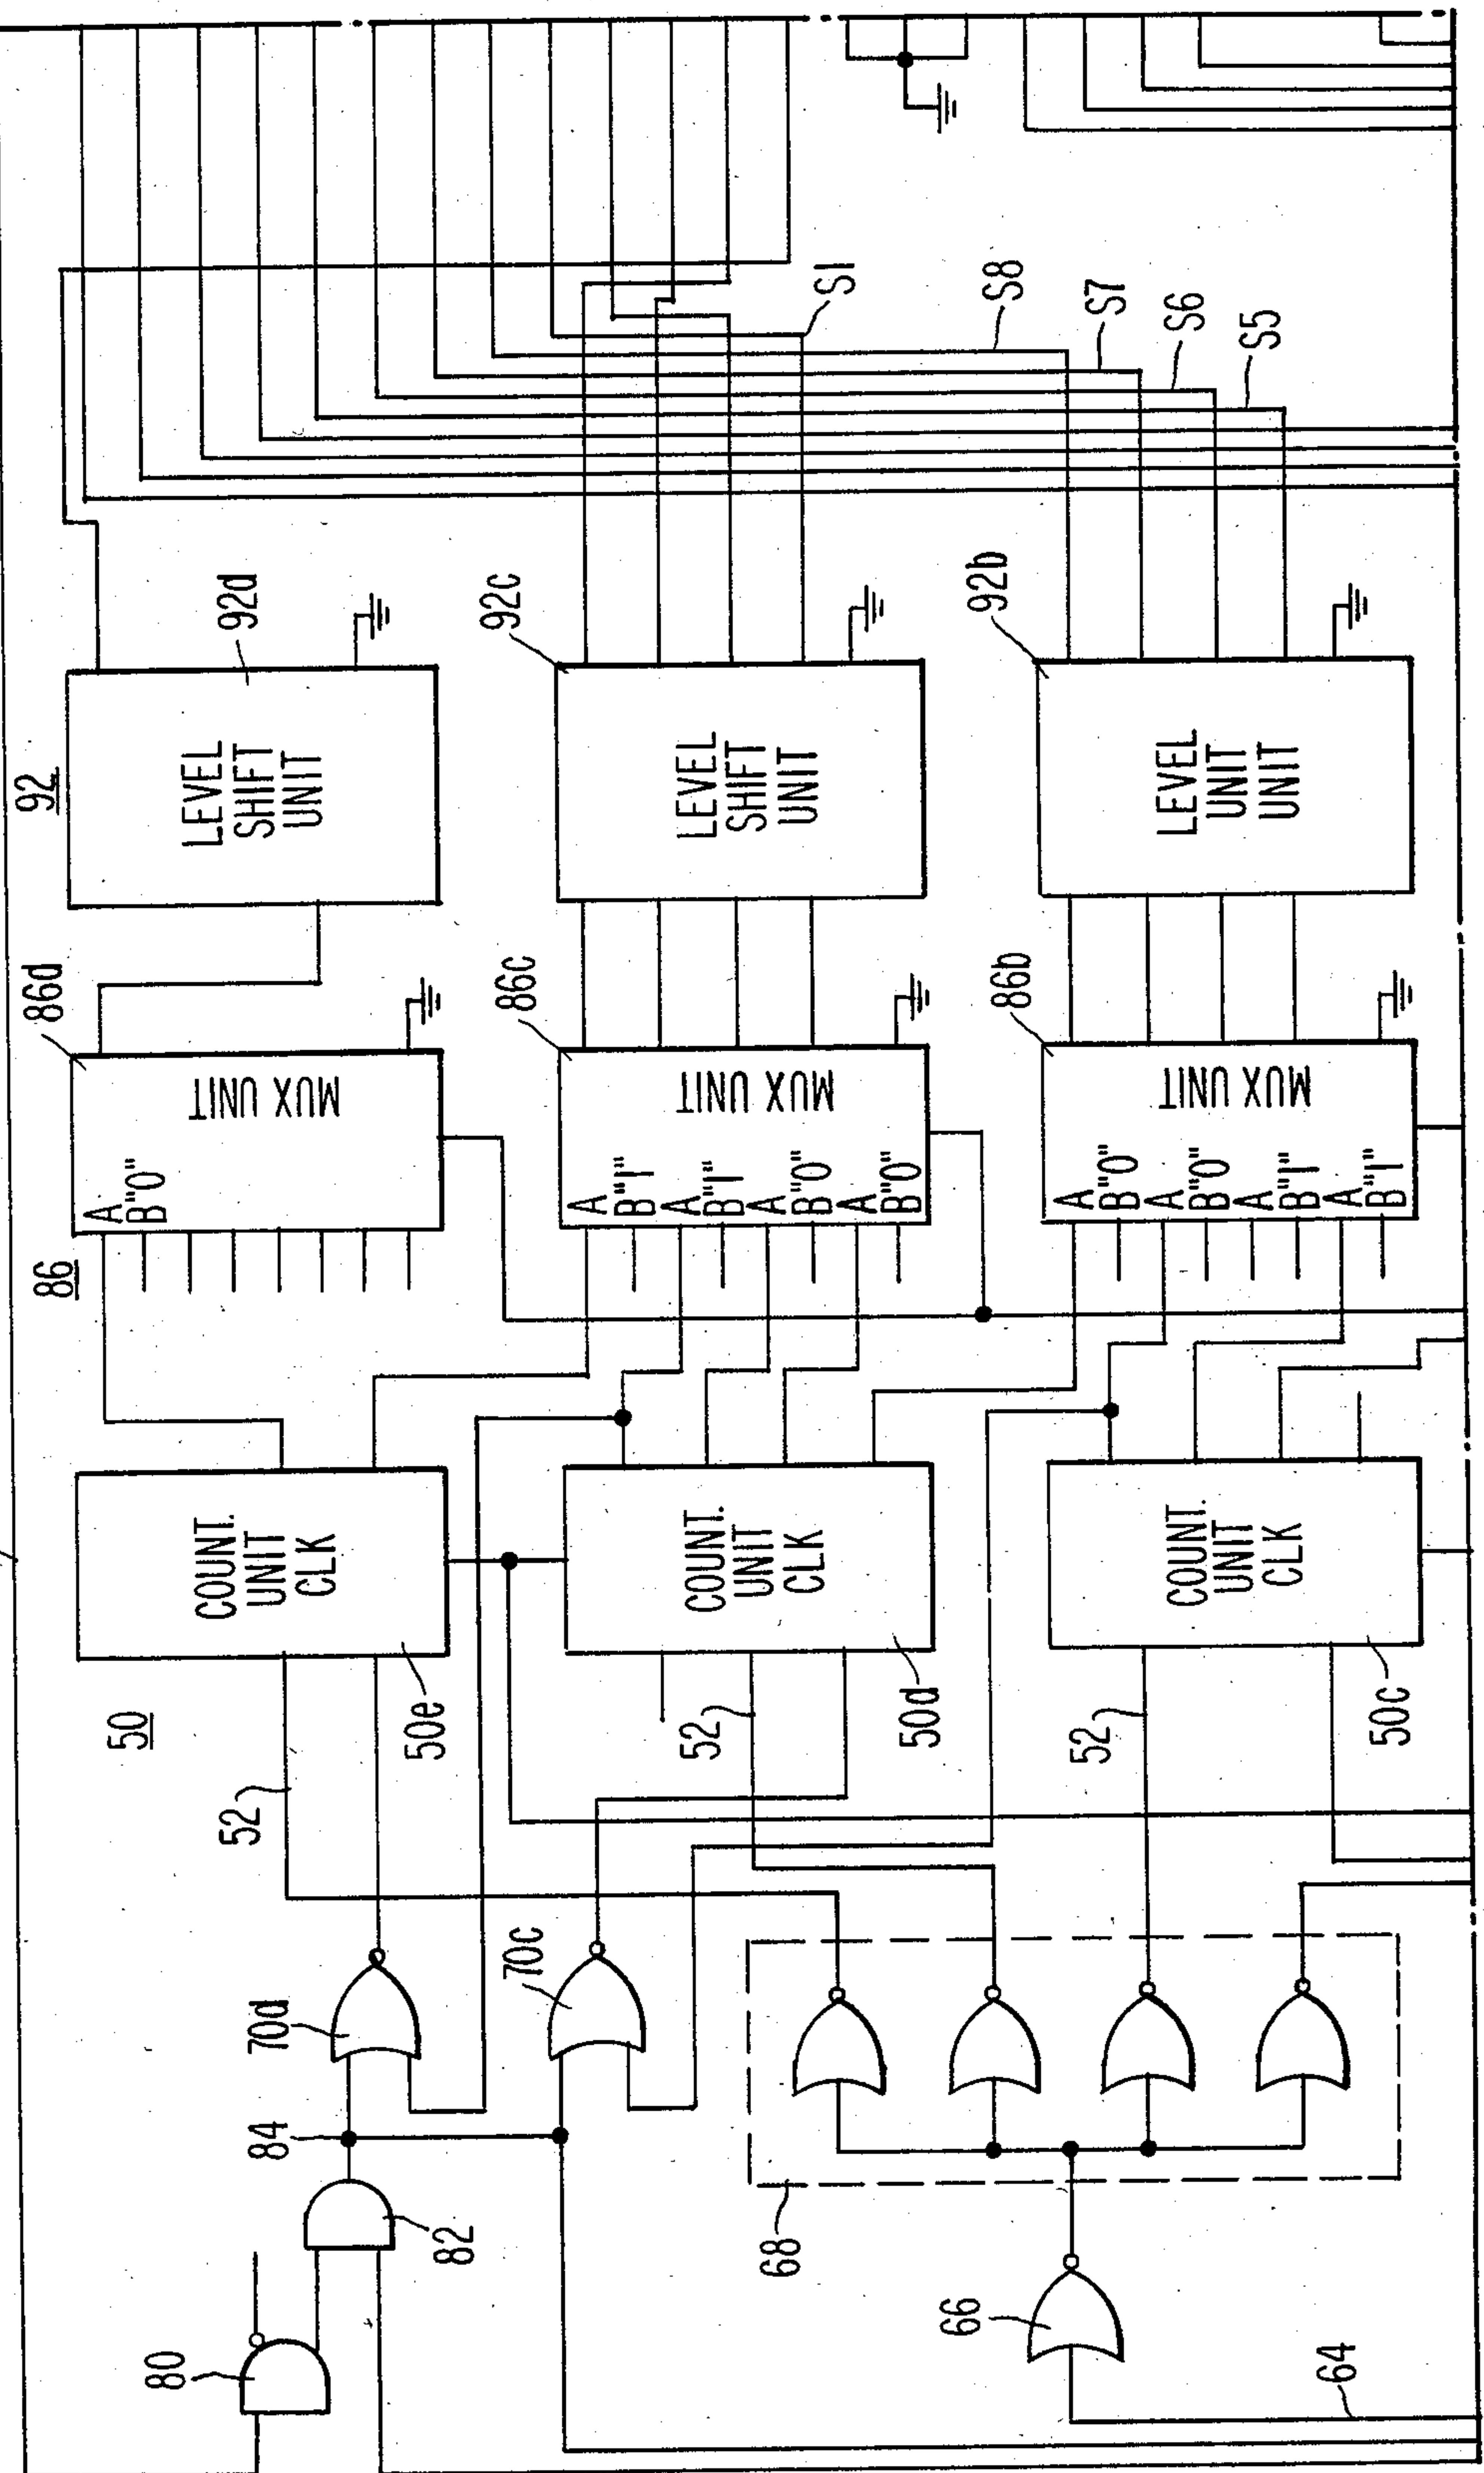 92
92d
LEVEL
SHIFT
UNIT
92c
LEVEL
SHIFT
UNIT
92b
LEVEL
UNIT
UNIT
S1
S8
S7
S6
S5
86
86d
MUX UNIT
A
B"0"
86c
MUX UNIT
A
B"1"
A
B"1"
A
B"0"
A
B"0"
86b
MUX UNIT
A
B"0"
A
B"0"
A
B"1"
A
B"1"
50
COUNT.
UNIT
CLK
50e
52
COUNT.
UNIT
CLK
50d
52
COUNT.
UNIT
CLK
50c
52
70d
70c
84
82
80
68
66
64